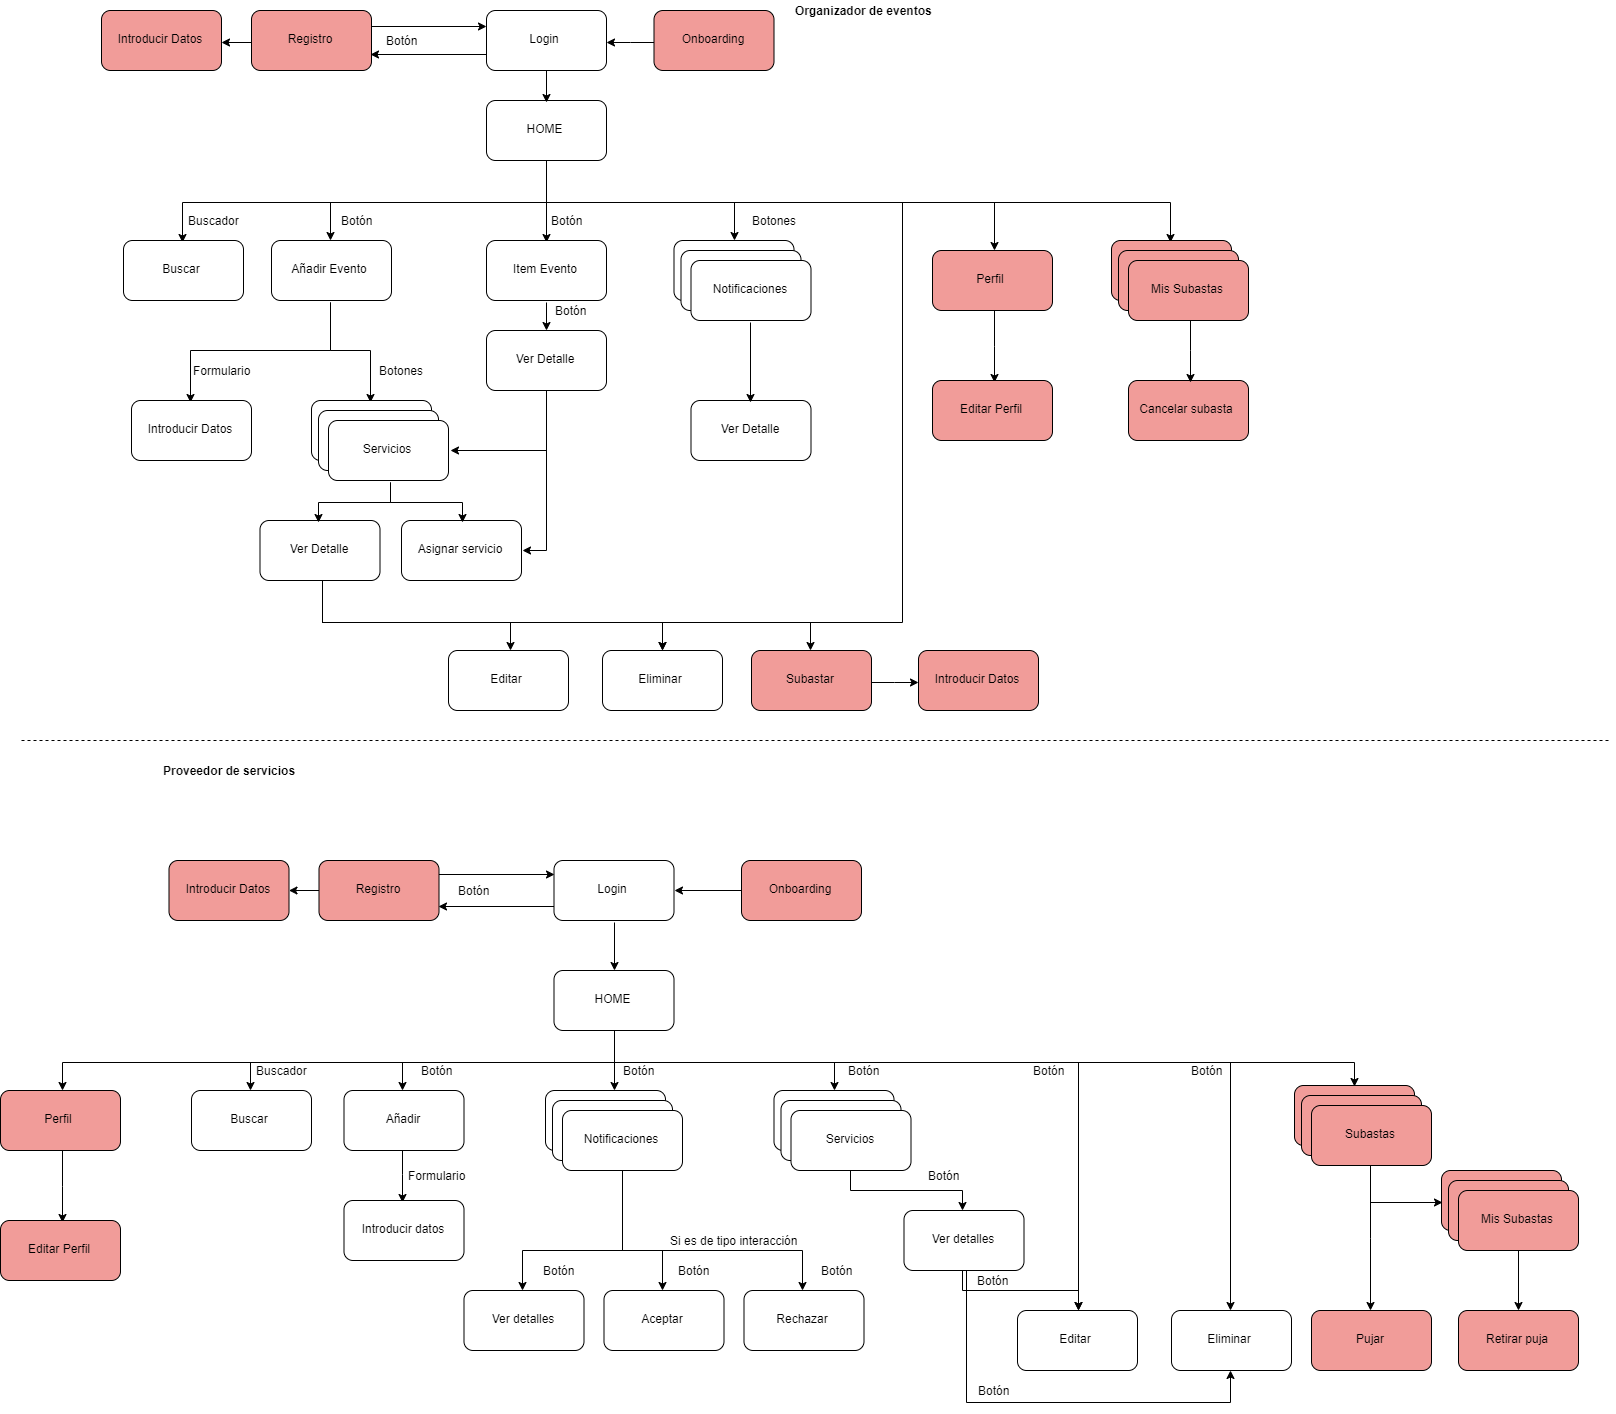 Organizador de eventos
Introducir Datos
Registro
Botón
Login
Onboarding
HOME
Buscador
Botón
Botón
Botones
Buscar
Añadir Evento
Item Evento
Notificaciones
Perfil
Mis Subastas
Botón
Ver Detalle
Formulario
Botones
Introducir Datos
Servicios
Ver Detalle
Editar Perfil
Cancelar subasta
Ver Detalle
Asignar servicio
Editar
Eliminar
Subastar
Introducir Datos
Proveedor de servicios
Introducir Datos
Registro
Botón
Login
Onboarding
HOME
Buscador
Botón
Botón
Botón
Botón
Botón
Perfil
Buscar
Añadir
Notificaciones
Servicios
Subastas
Formulario
Botón
Introducir datos
Mis Subastas
Editar Perfil
Si es de tipo interacción
Ver detalles
Botón
Botón
Botón
Botón
Ver detalles
Aceptar
Rechazar
Editar
Eliminar
Pujar
Retirar puja
Botón